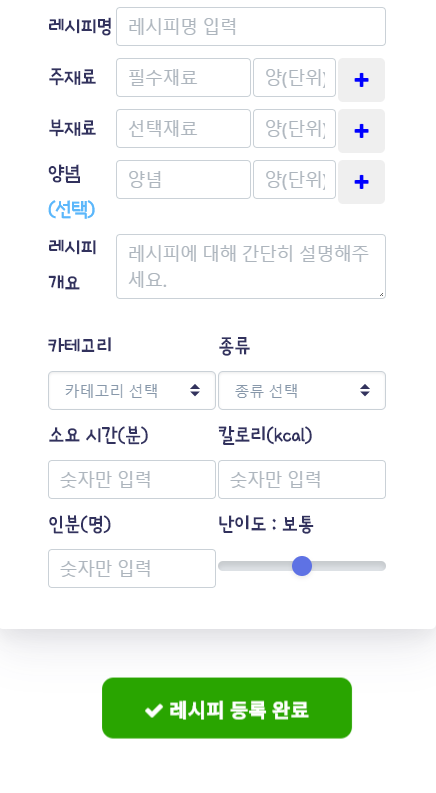 레시피명 레시피명 입력
주재료 필수재료 양(단위)
부재료 선택재료 양(단위)
양념 양념 양(단위)
(선택)
레시피 레시피에 대해 간단히 설명해주
개요 세요.
카테고리 종류
카테고리 선택 종류 선택
소요 시간(분) 칼로리(kcal)
숫자만 입력 숫자만 입력
인분(명) 난이도 : 보통
숫자만 입력
레시피 등록 완료